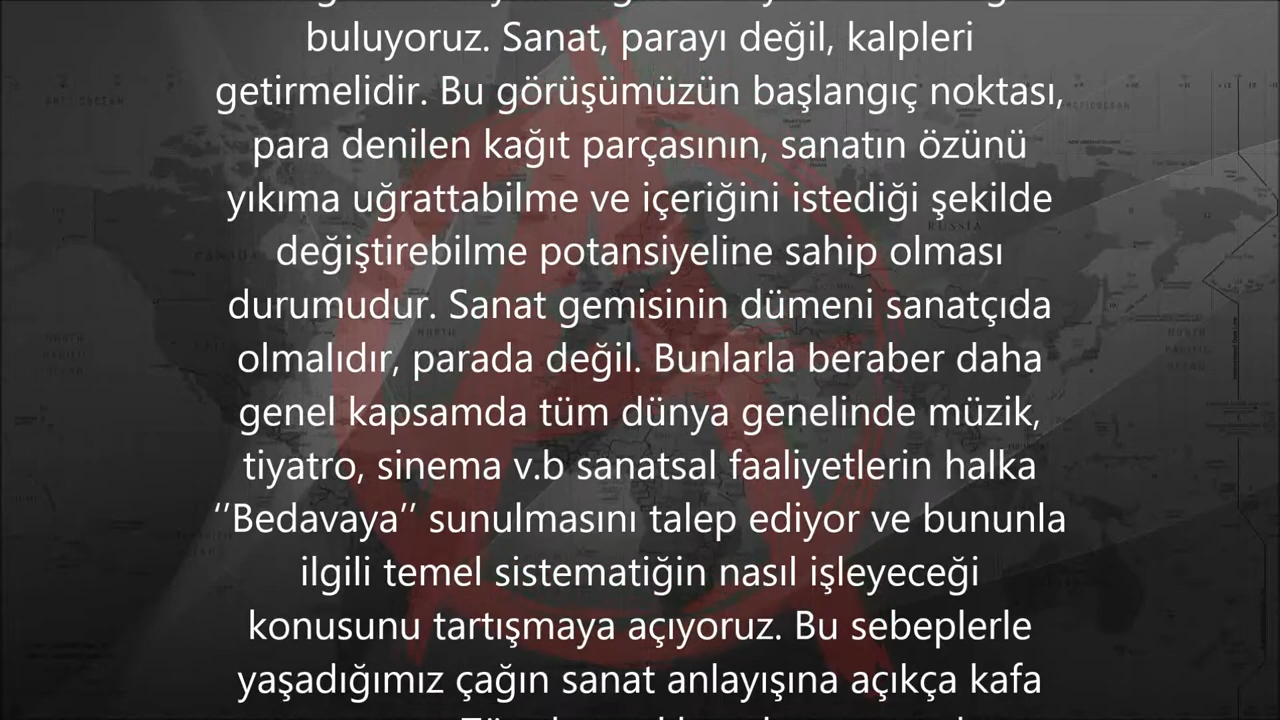 buluyoruz. Sanat, parayı değil, kalpleri
getirmelidir. Bu görüşümüzün başlangıç noktası,
para denilen kağıt parçasının, sanatın özünü
yıkıma uğrattabilme ve içeriğini istediği şekilde
değiştirebilme potansiyeline sahip olması
durumudur. Sanat gemisinin dümeni sanatçıda
olmalıdır, parada değil. Bunlarla beraber daha
genel kapsamda tüm dünya genelinde müzik,
tiyatro, sinema v.b sanatsal faaliyetlerin halka
‘’Bedavaya’’ sunulmasını talep ediyor ve bununla
ilgili temel sistematiğin nasıl işleyeceği
konusunu tartışmaya açıyoruz. Bu sebeplerle
yaşadığımız çağın sanat anlayışına açıkça kafa